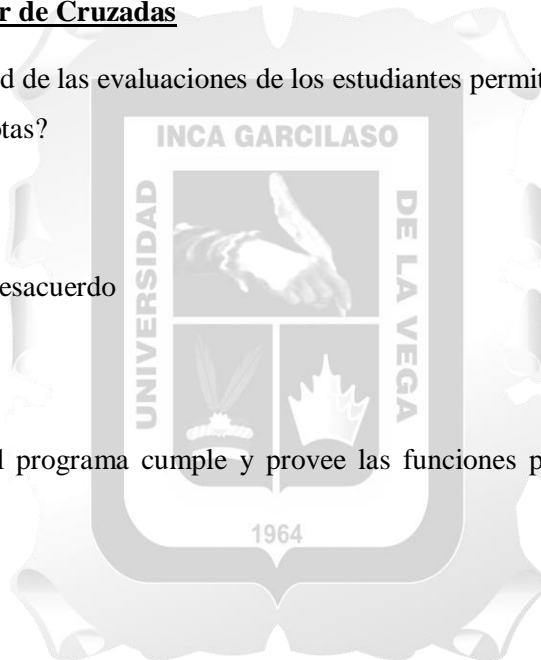 r de Cruzadas
d de las evaluaciones de los estudiantes permit
otas?
INCA GARCILASO
UNIVERSIDAD
DE LA VEGA
esacuerdo
l programa cumple y provee las funciones p
1964